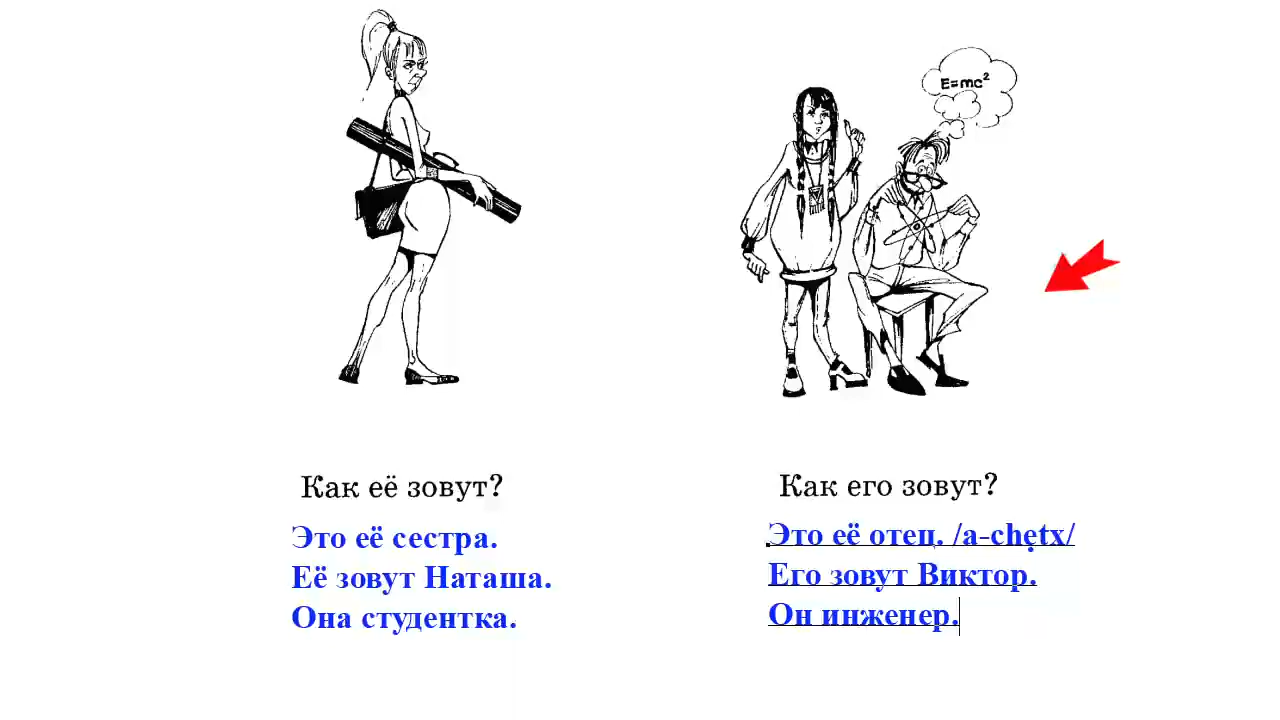 E=mc²
Как её зовут?
Это её сестра.
Её зовут Наташа.
Она студентка.
Как его зовут?
Это её отец. /a-chẹtx/
Его зовут Виктор.
Он инженер.